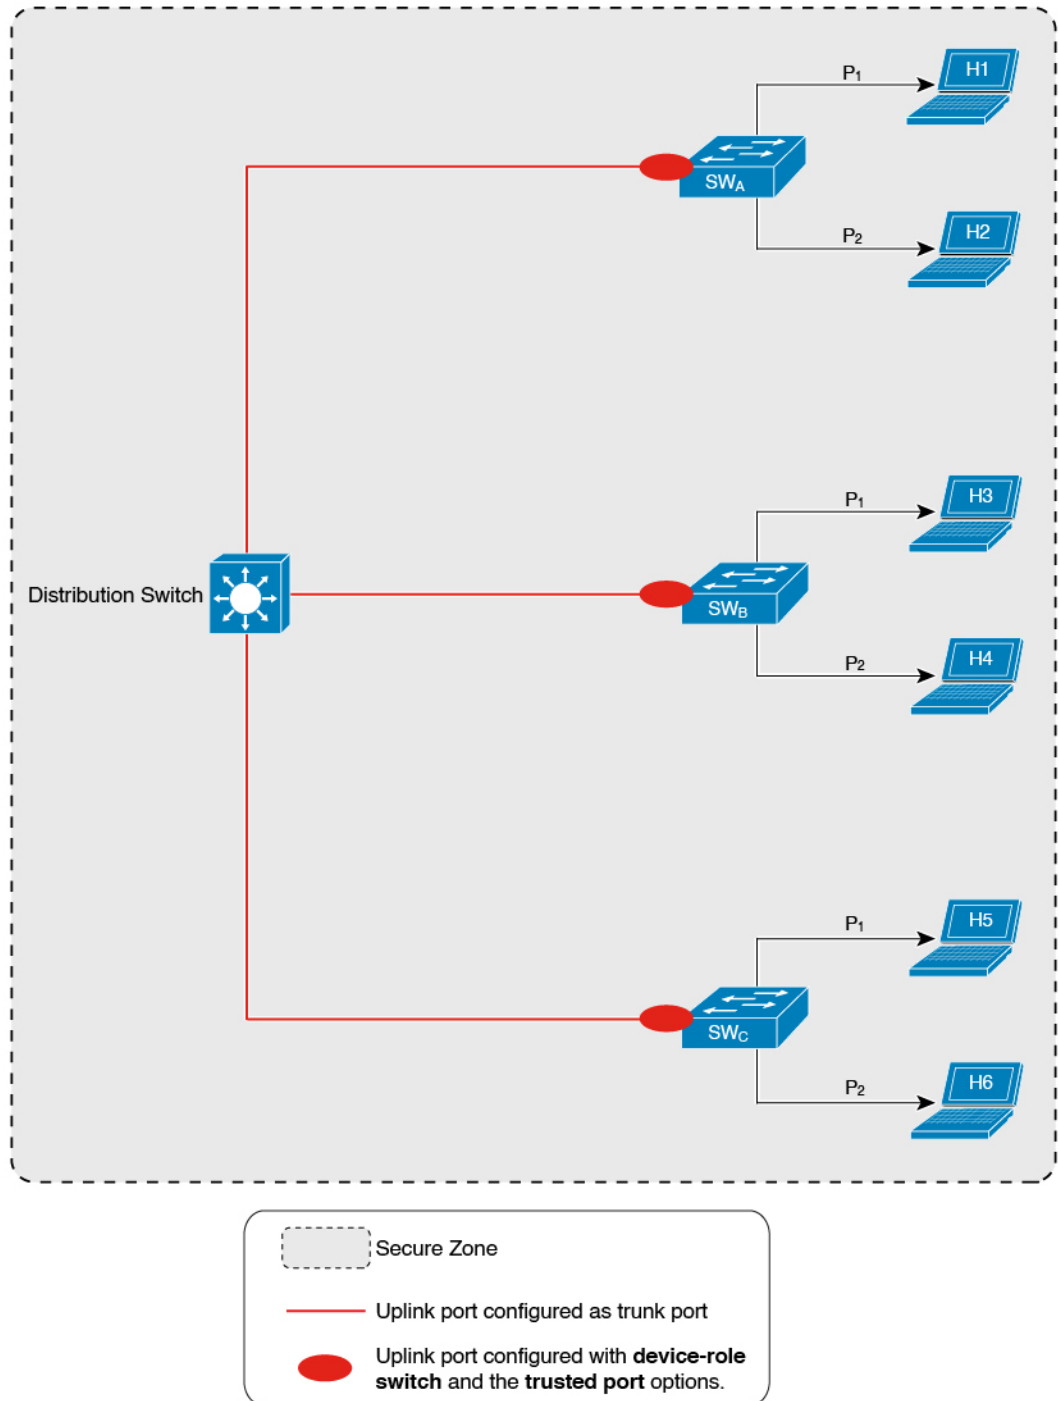 P1
H1
SWA
P2
H2
P1
H3
Distribution Switch
SWB
P2
H4
P1
H5
SWC
P2
H6
Secure Zone
Uplink port configured as trunk port
Uplink port configured with device-role
switch and the trusted port options.